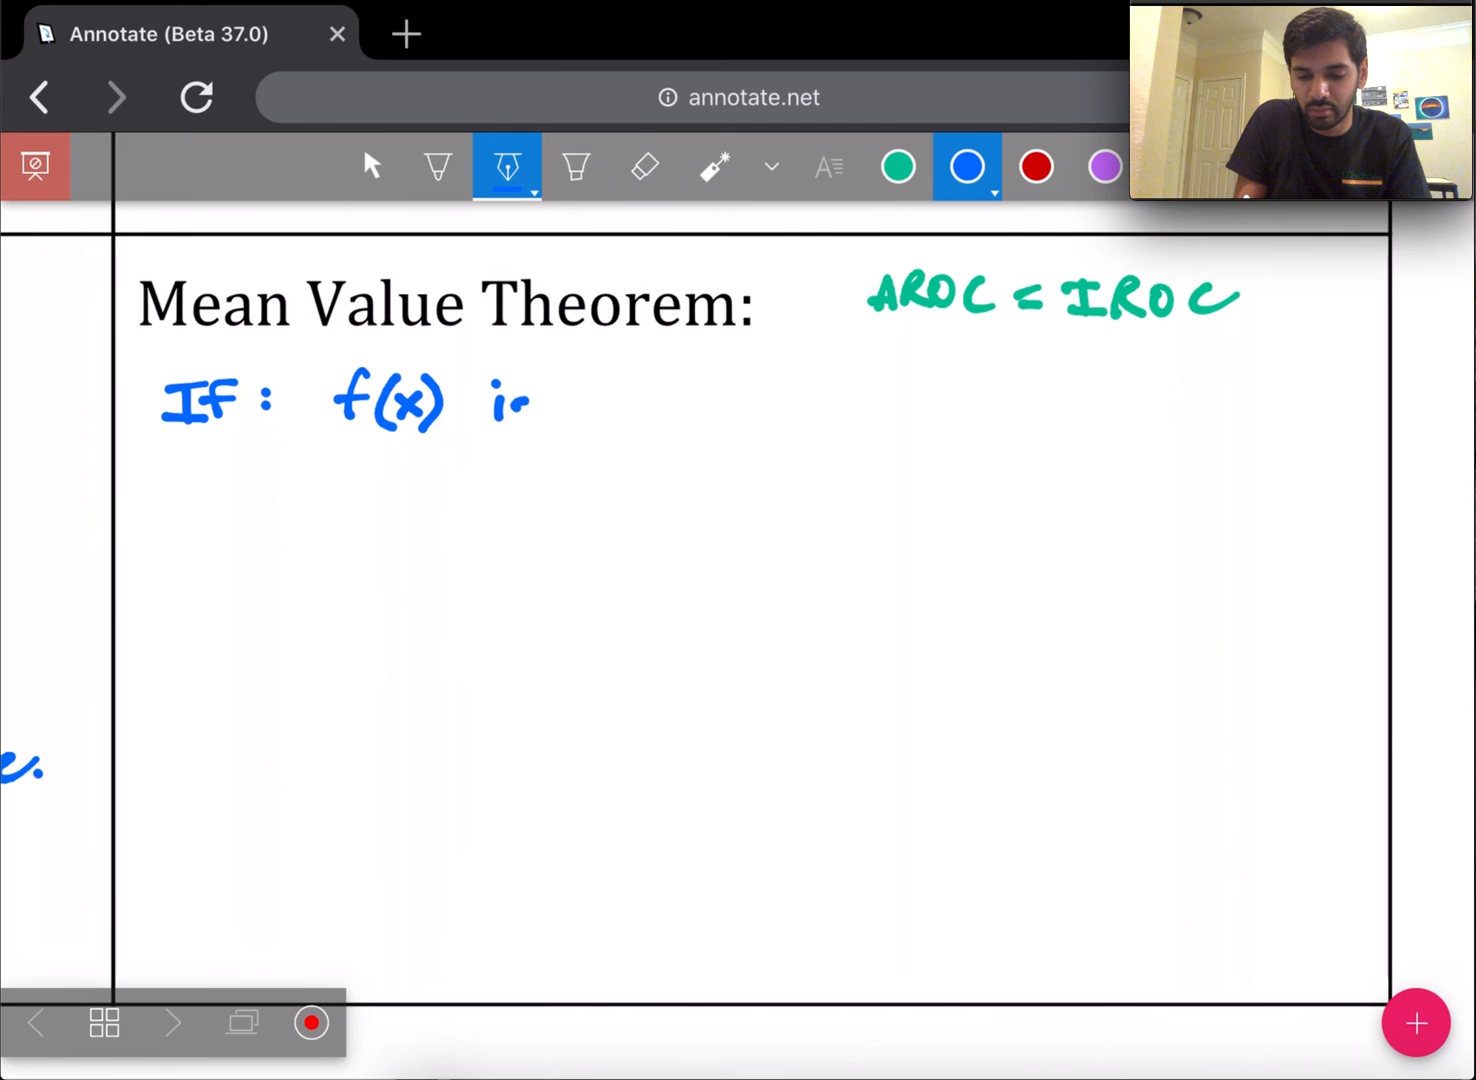 Annotate (Beta 37.0)
annotate.net
Mean Value Theorem:
AROC = IROC
If: f(x) is
e.